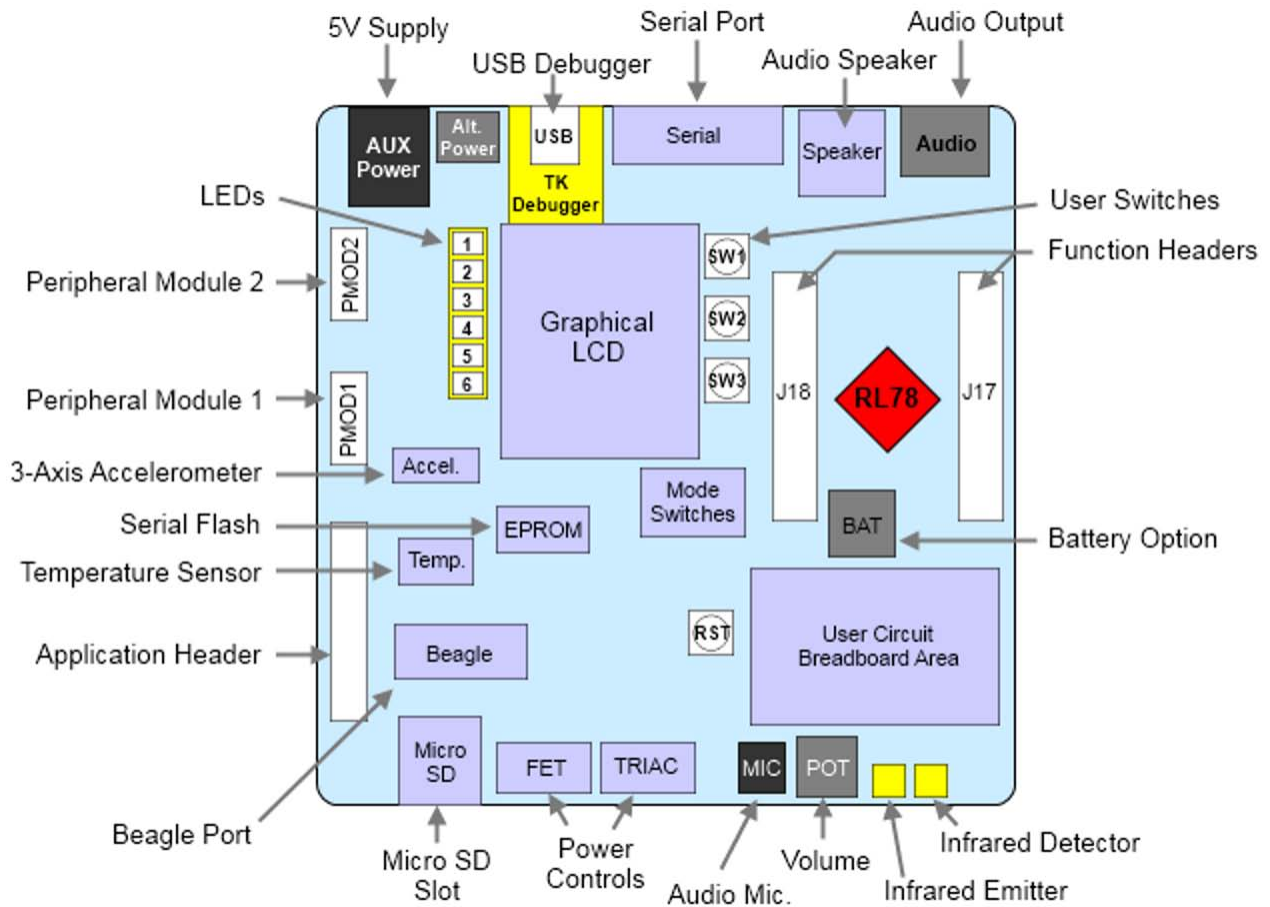 5V Supply
USB Debugger
Serial Port
Audio Speaker
Audio Output
AUX
Power
Alt.
Power
USB
TK
Debugger
Serial
Speaker
Audio
LEDs
Peripheral Module 2
Peripheral Module 1
3-Axis Accelerometer
Serial Flash
Temperature Sensor
Application Header
Beagle Port
PMOD2
PMOD1
1
2
3
4
5
6
Graphical
LCD
SW1
SW2
SW3
User Switches
Function Headers
J18
RL78
J17
Accel.
EPROM
Temp.
Mode
Switches
BAT
Battery Option
Beagle
RST
User Circuit
Breadboard Area
Micro
SD
FET
TRIAC
MIC
POT
Micro SD
Slot
Power
Controls
Audio Mic.
Volume
Infrared Detector
Infrared Emitter